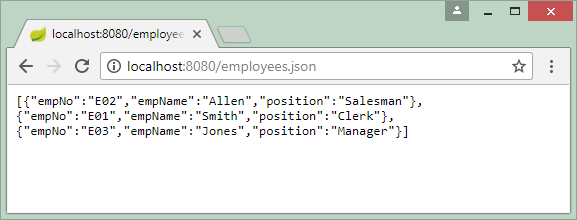 localhost:8080/employee
localhost:8080/employees.json
[{"empNo":"E02","empName":"Allen","position":"Salesman"},
{"empNo":"E01","empName":"Smith","position":"Clerk"},
{"empNo":"E03","empName":"Jones","position":"Manager"}]